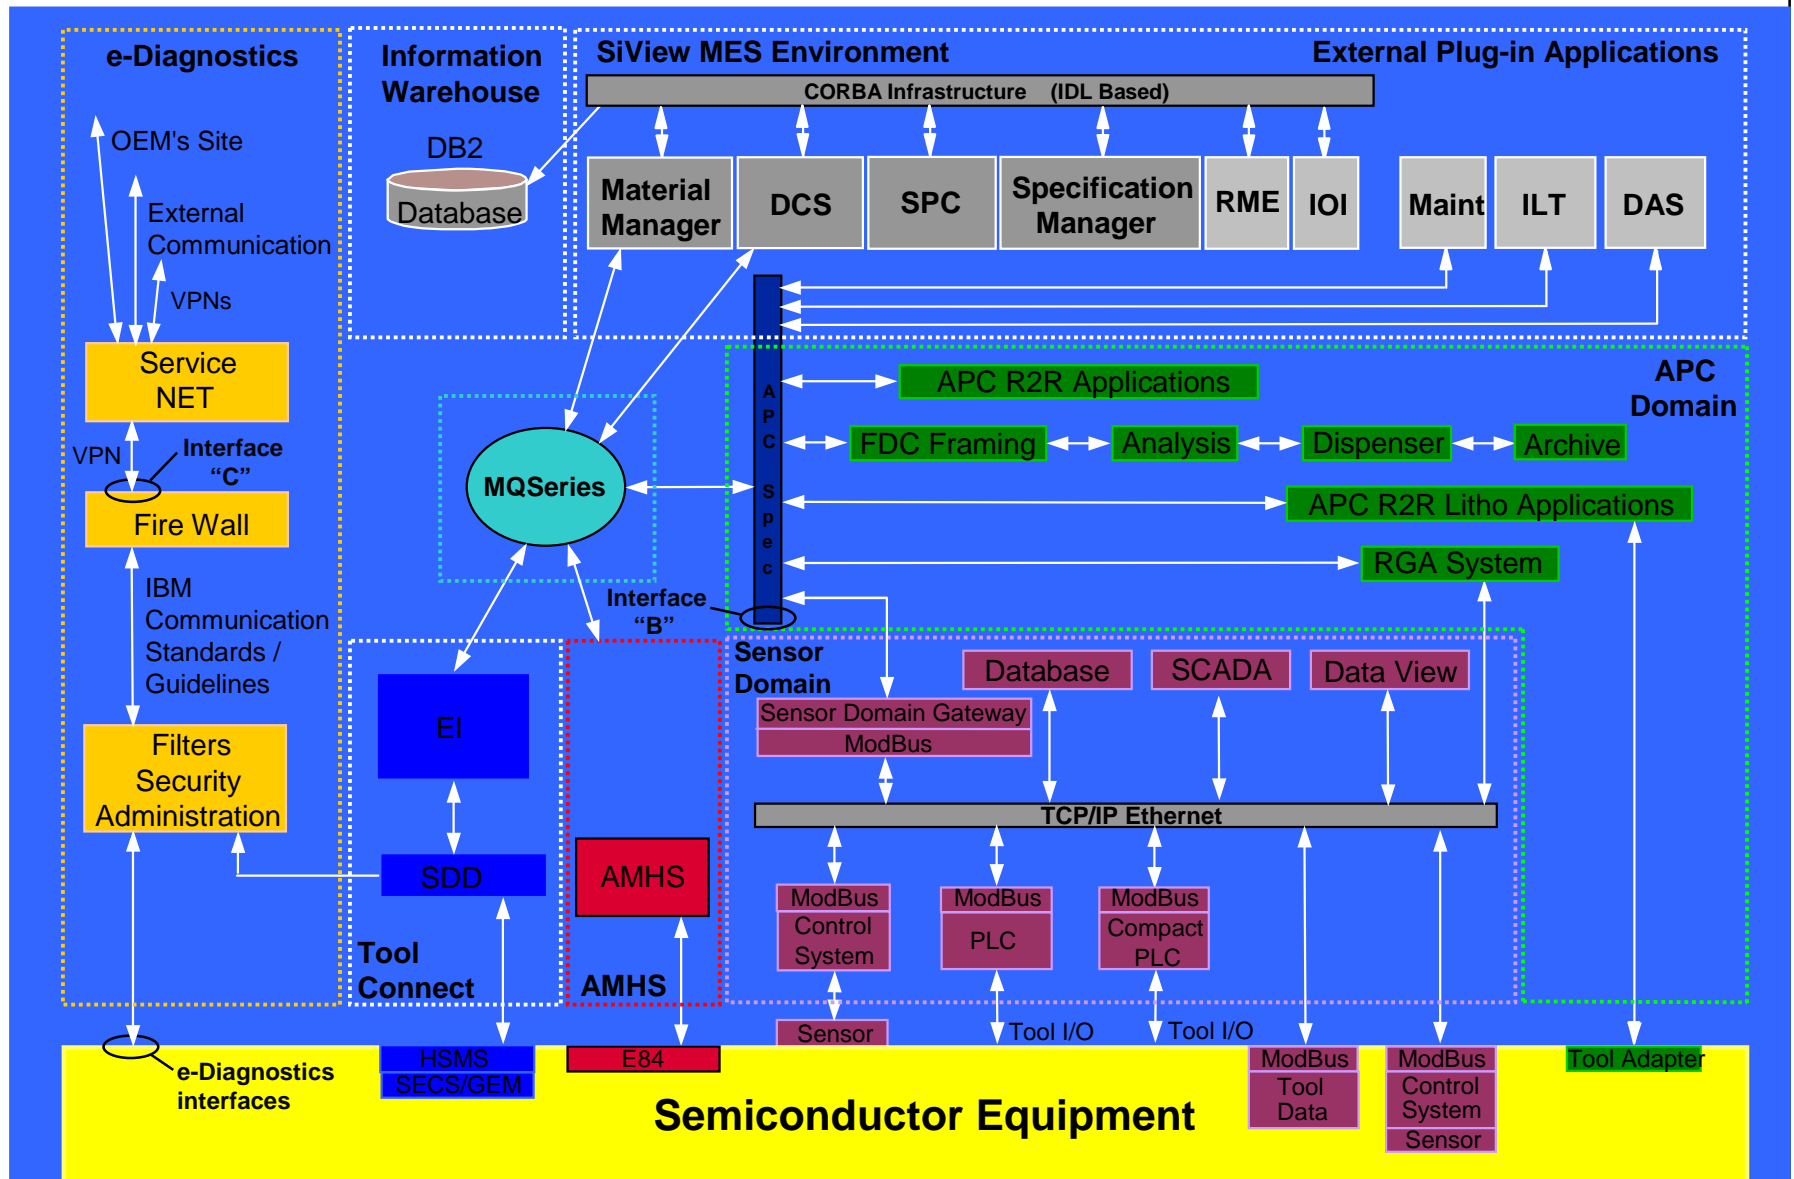 e-Diagnostics
OEM's Site
External
Communication
VPNs
Service
NET
VPN
Interface
“C”
Fire Wall
IBM
Communication
Standards /
Guidelines
Filters
Security
Administration
e-Diagnostics
interfaces
Information
Warehouse
DB2
Database
SiView MES Environment
External Plug-in Applications
CORBA Infrastructure (IDL Based)
Material
Manager
DCS
SPC
Specification
Manager
RME
IOI
Maint
ILT
DAS
MQSeries
APC Spec
Interface
“B”
APC
Domain
APC R2R Applications
FDC Framing
Analysis
Dispenser
Archive
APC R2R Litho Applications
RGA System
EI
SDD
Tool
Connect
AMHS
AMHS
Sensor
Domain
Database
SCADA
Data View
Sensor Domain Gateway
ModBus
TCP/IP Ethernet
ModBus
Control
System
ModBus
PLC
ModBus
Compact
PLC
Sensor
Tool I/O
Tool I/O
HSMS
SECS/GEM
E84
ModBus
Tool
Data
ModBus
Control
System
Sensor
Tool Adapter
Semiconductor Equipment